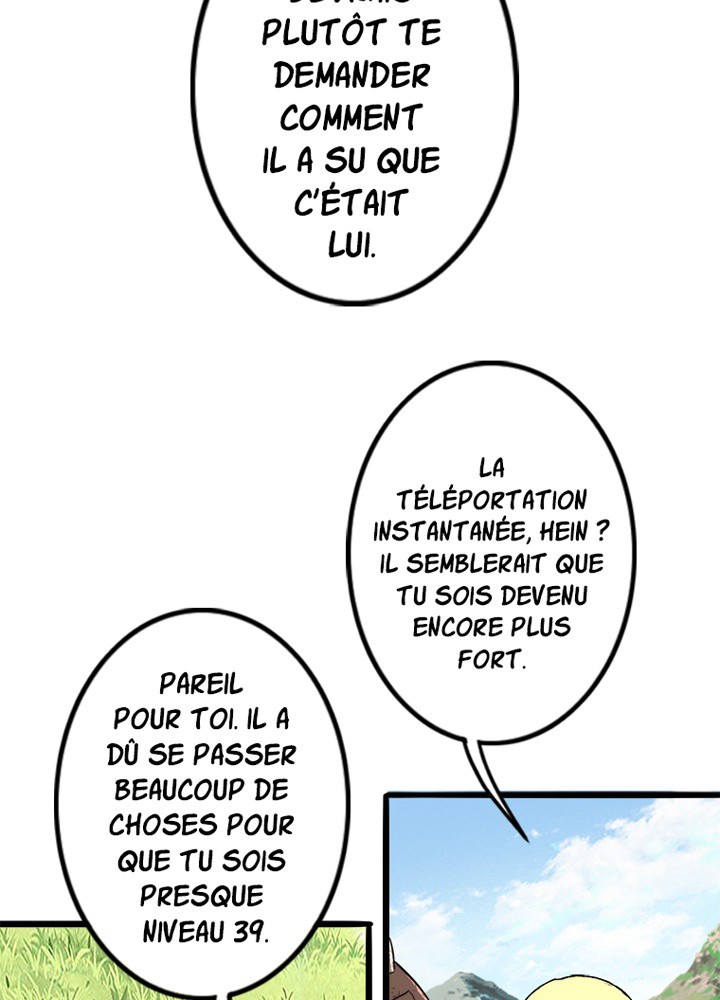 PLUTÔT TE
DEMANDER
COMMENT
IL A SU QUE
C'ÉTAIT
LUI.
LA
TÉLÉPORTATION
INSTANTANÉE, HEIN ?
IL SEMBLERAIT QUE
TU SOIS DEVENU
ENCORE PLUS
FORT.
PAREIL
POUR TOI. IL A
DÛ SE PASSER
BEAUCOUP DE
CHOSES POUR
QUE TU SOIS
PRESQUE
NIVEAU 39.